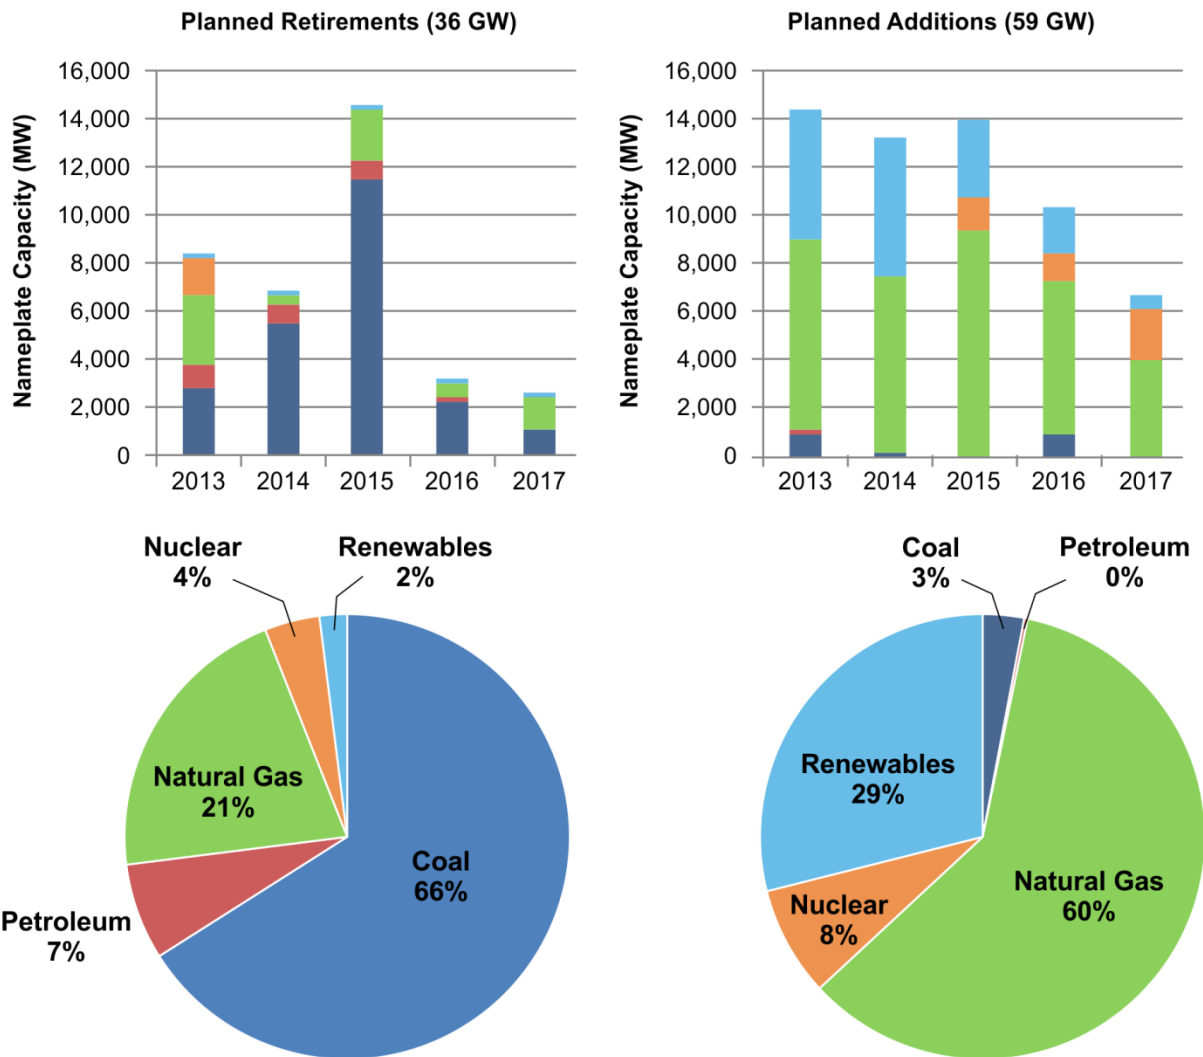 Planned Retirements (36 GW)
Nameplate Capacity (MW)
16,000
14,000
12,000
10,000
8,000
6,000
4,000
2,000
0
2013 2014 2015 2016 2017
Planned Additions (59 GW)
Nameplate Capacity (MW)
16,000
14,000
12,000
10,000
8,000
6,000
4,000
2,000
0
2013 2014 2015 2016 2017
Nuclear
4%
Renewables
2%
Natural Gas
21%
Coal
66%
Petroleum
7%
Coal
3%
Petroleum
0%
Renewables
29%
Natural Gas
60%
Nuclear
8%